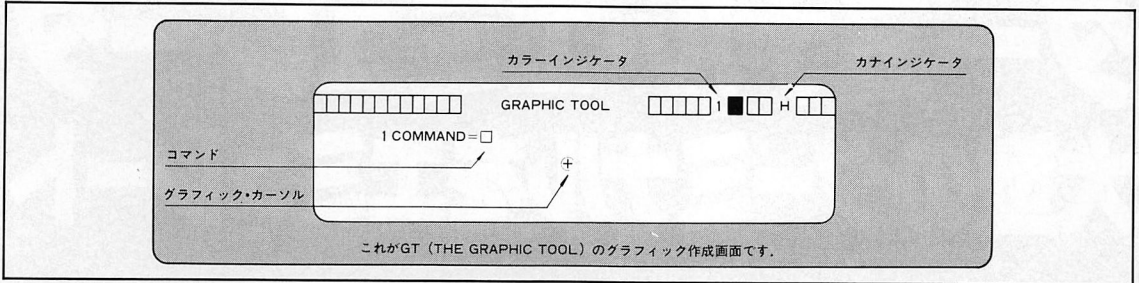 カラーインジケータ
カナインジケータ
GRAPHIC TOOL 1 H
1 COMMAND=□
コマンド
グラフィック・カーソル
これがGT（THE GRAPHIC TOOL）のグラフィック作成画面です．